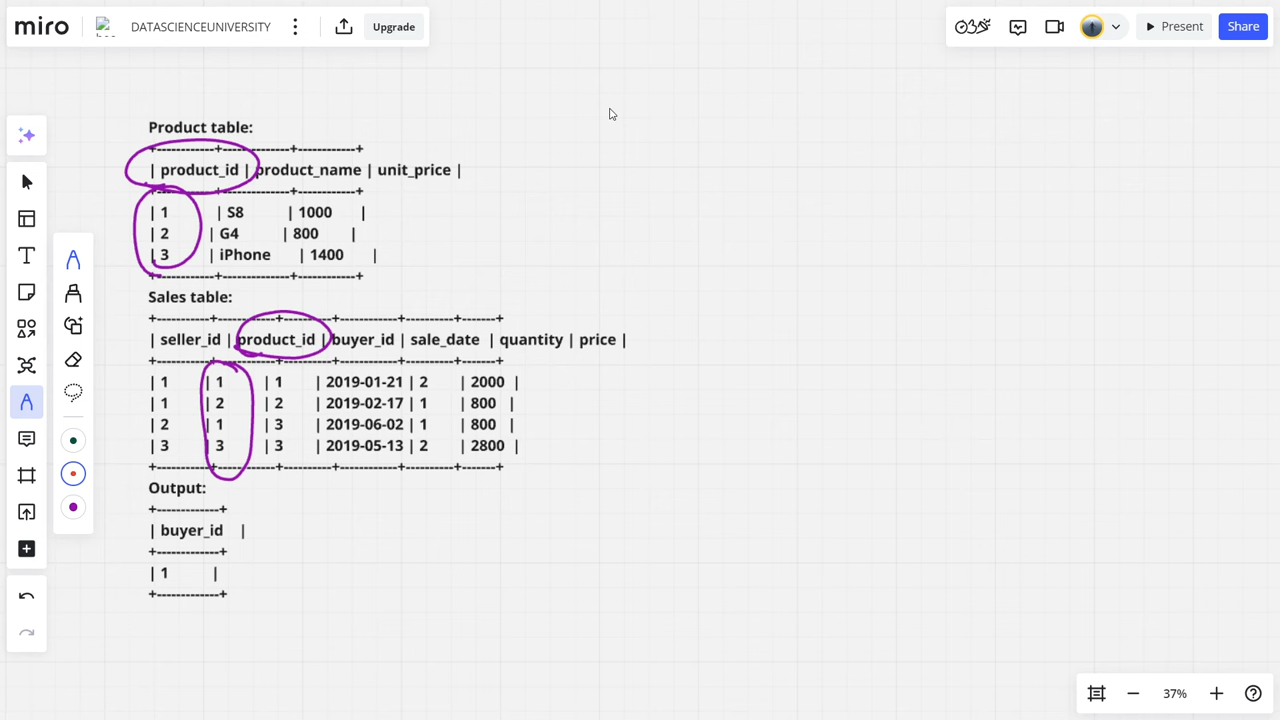 miro
DATASCIENCEUNIVERSITY
Upgrade
Present
Share
Product table:
+-----------+-------------+-----------+
| product_id | product_name | unit_price |
+-----------+-------------+-----------+
| 1 | S8 | 1000 |
| 2 | G4 | 800 |
| 3 | iPhone | 1400 |
+-----------+-------------+-----------+
Sales table:
+-----------+------------+----------+------------+----------+-------+
| seller_id | product_id | buyer_id | sale_date | quantity | price |
+-----------+------------+----------+------------+----------+-------+
| 1 | 1 | 1 | 2019-01-21 | 2 | 2000 |
| 1 | 2 | 2 | 2019-02-17 | 1 | 800 |
| 2 | 1 | 3 | 2019-06-02 | 1 | 800 |
| 3 | 3 | 3 | 2019-05-13 | 2 | 2800 |
+-----------+------------+----------+------------+----------+-------+
Output:
+-------------+
| buyer_id |
+-------------+
| 1 |
+-------------+
37%